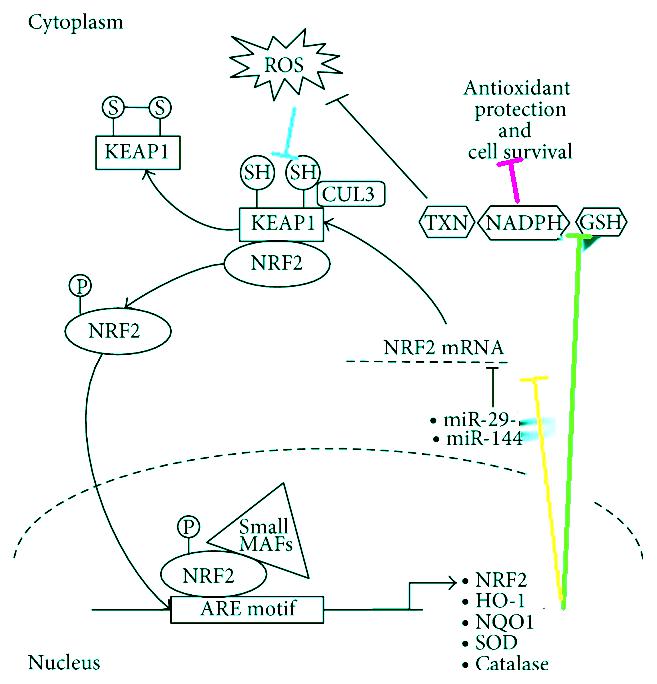 Cytoplasm
ROS
Antioxidant
protection
and
cell survival
S S
KEAP1
SH SH
CUL3
KEAP1
NRF2
TXN NADPH GSH
P
NRF2
NRF2 mRNA
• miR-29-
• miR-144
P
Small
MAFs
NRF2
ARE motif
• NRF2
• HO-1
• NQO1
• SOD
• Catalase
Nucleus